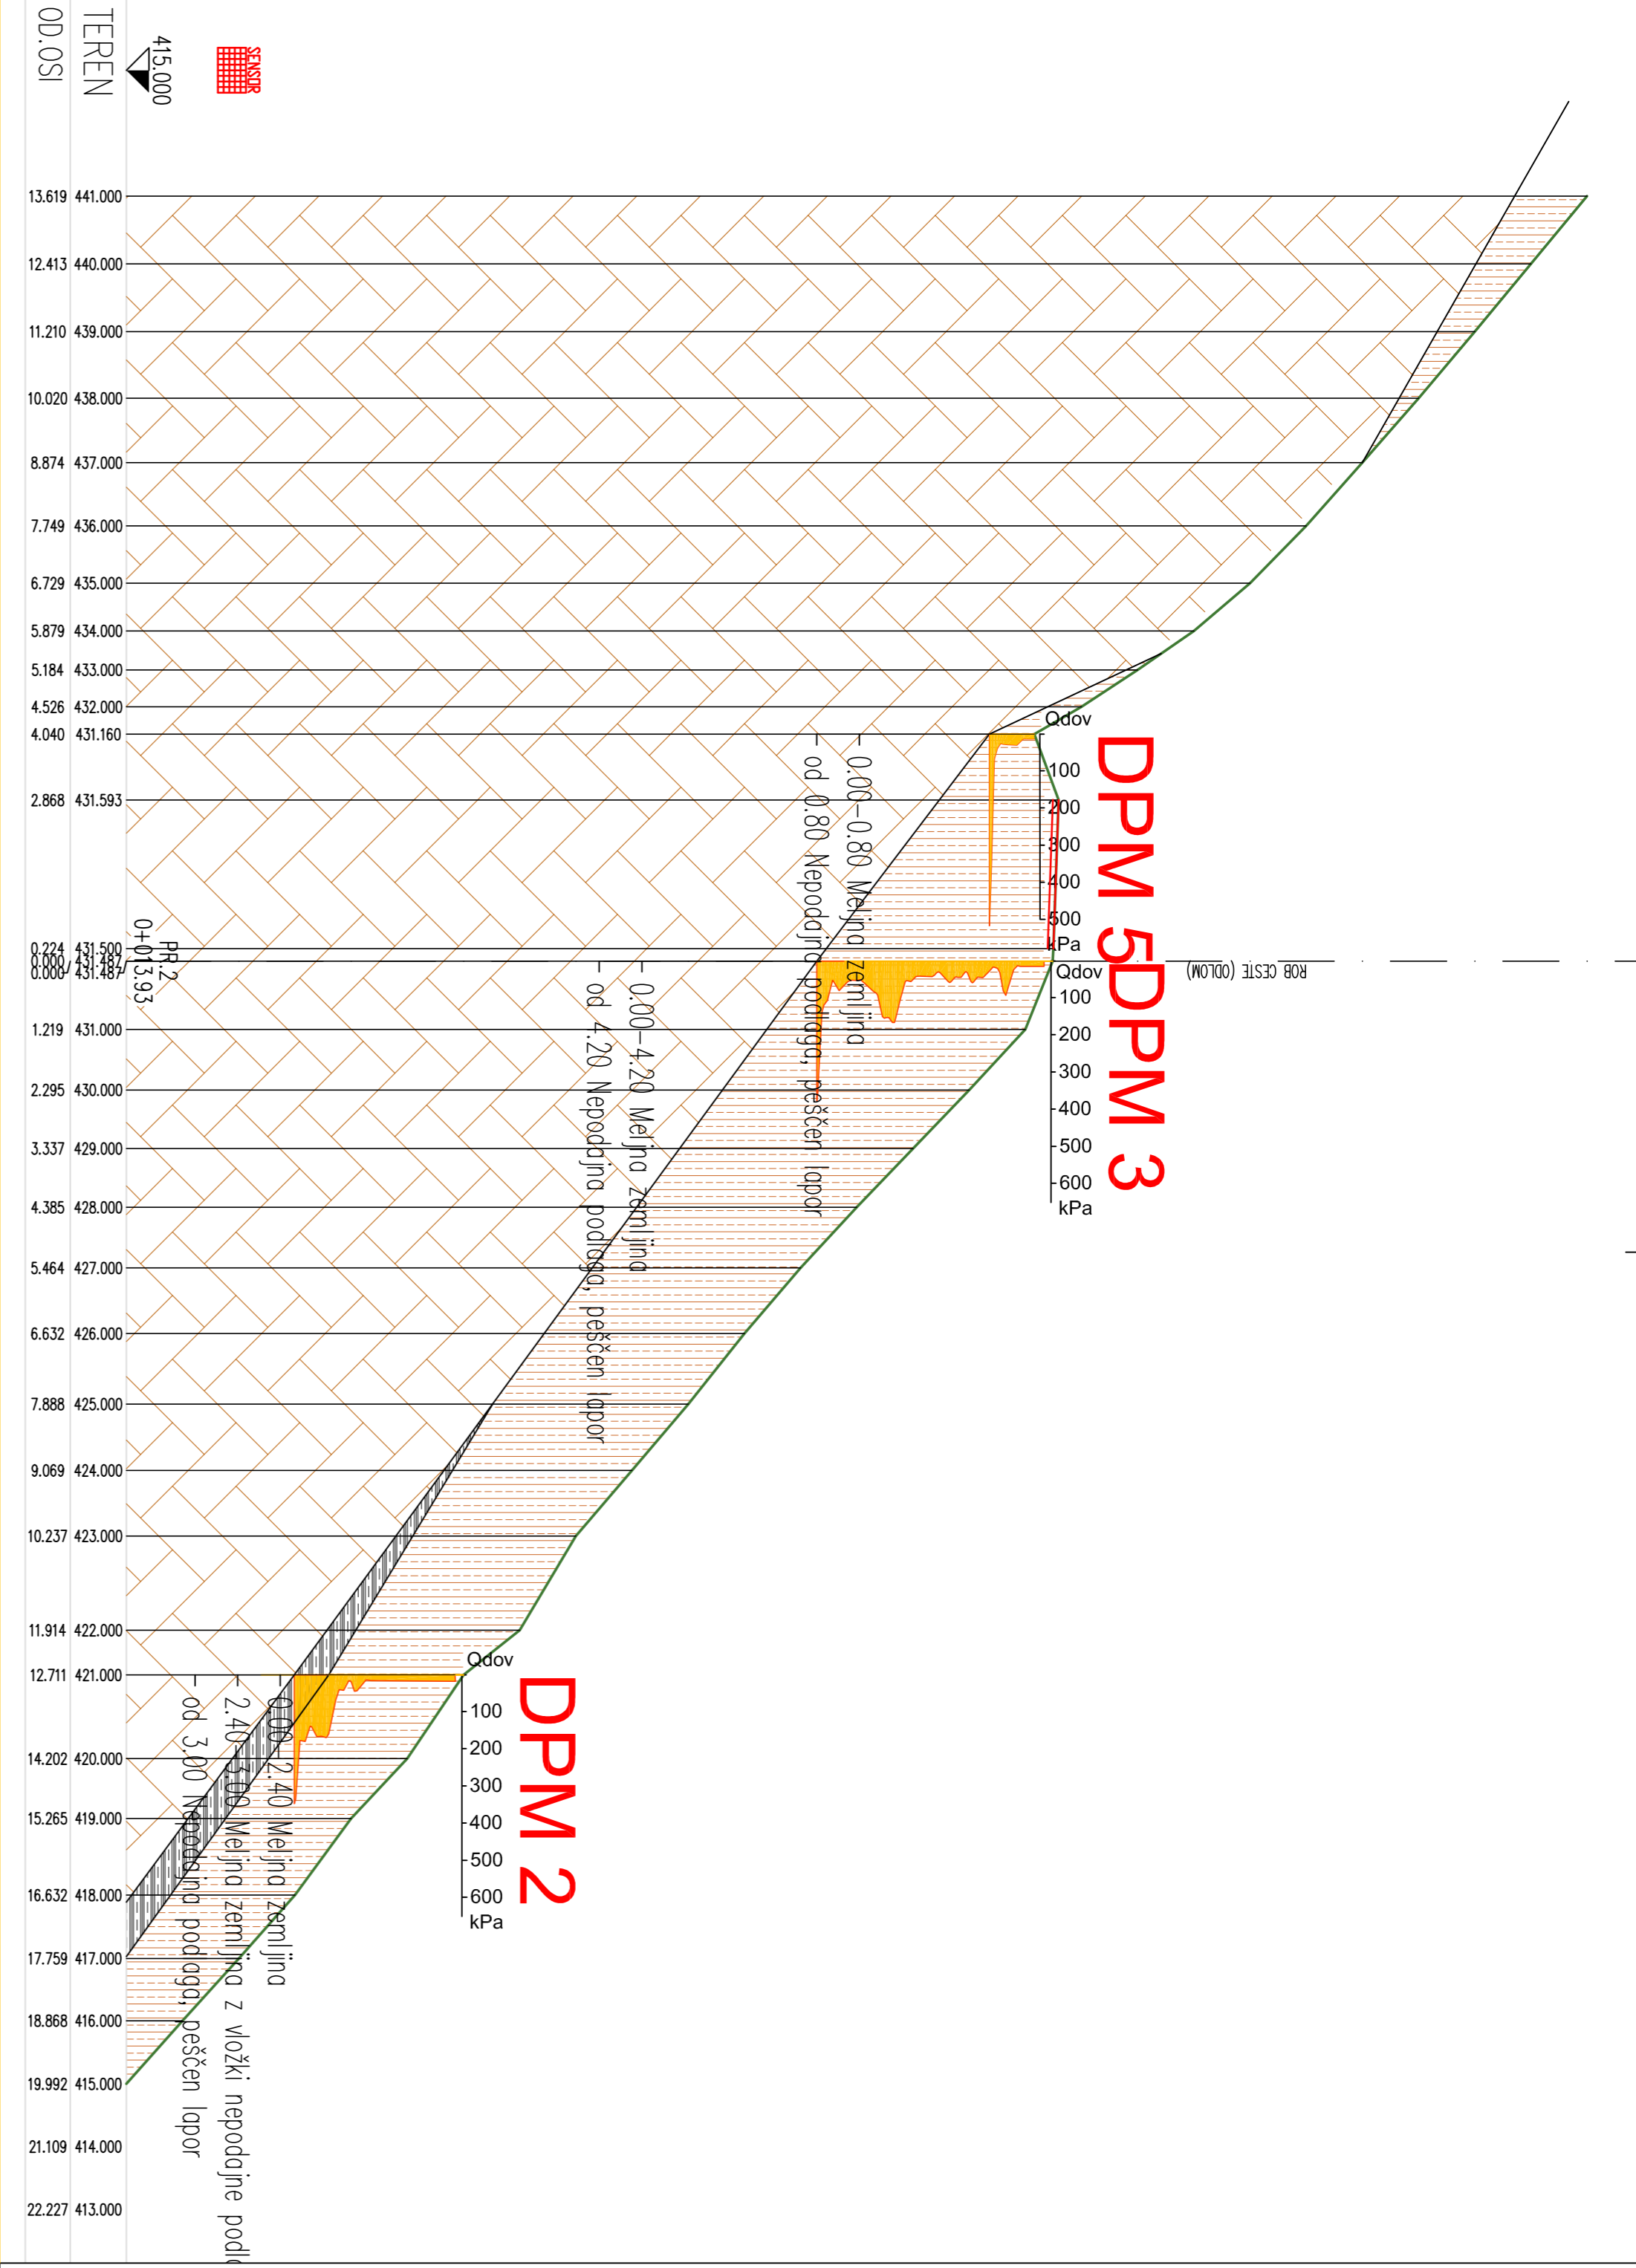 OD.OSI
TEREN
415.000
SENSOR
13.619 441.000
12.413 440.000
11.210 439.000
10.020 438.000
8.874 437.000
7.749 436.000
6.729 435.000
5.879 434.000
5.184 433.000
4.526 432.000
4.040 431.160
2.868 431.593
0.224 431.500
0.000 431.487
0.000 431.487
1.219 431.000
2.295 430.000
3.337 429.000
4.385 428.000
5.464 427.000
6.632 426.000
7.888 425.000
9.069 424.000
10.237 423.000
11.914 422.000
12.711 421.000
14.202 420.000
15.265 419.000
16.632 418.000
17.759 417.000
18.868 416.000
19.992 415.000
21.109 414.000
22.227 413.000
PR.2
0+013.93
DPM 5
Qdov
100
200
300
400
500
kPa
0.00-0.80 Meljna zemljina
od 0.80 Nepodajna podlaga, peščen lapor
ROB CESTE (ODLOM)
DPM 3
Qdov
100
200
300
400
500
600
kPa
0.00-4.20 Meljna zemljina
od 4.20 Nepodajna podlaga, peščen lapor
DPM 2
Qdov
100
200
300
400
500
600
kPa
0.00-2.40 Meljna zemljina
2.40-3.00 Meljna zemljina z vložki nepodajne
od 3.00 Nepodajna podlaga, peščen lapor